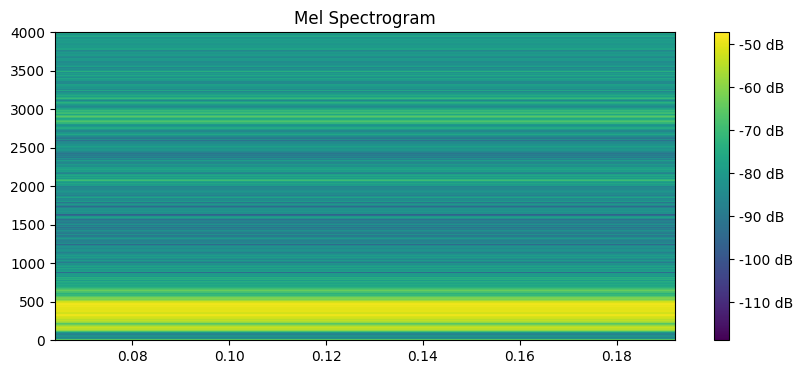 Mel Spectrogram
4000
3500
3000
2500
2000
1500
1000
500
0
0.08 0.10 0.12 0.14 0.16 0.18
-50 dB
-60 dB
-70 dB
-80 dB
-90 dB
-100 dB
-110 dB